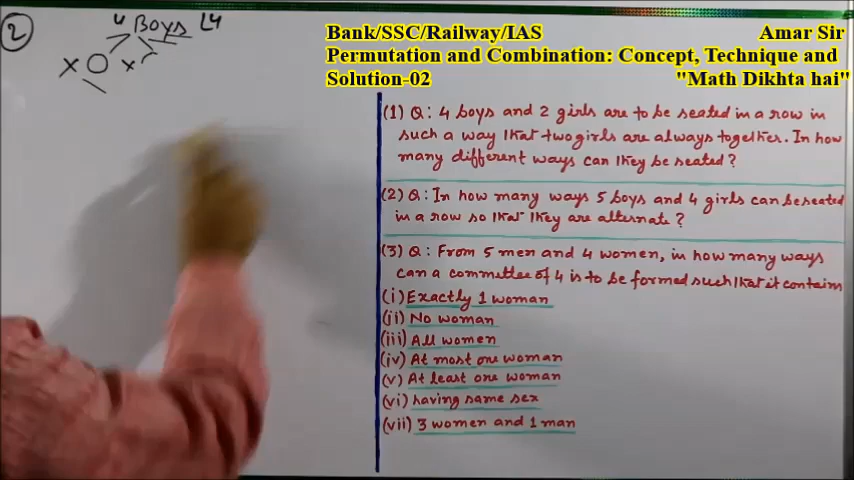 2
4 Boys L4
x O x
Bank/SSC/Railway/IAS Amar Sir
Permutation and Combination: Concept, Technique and
Solution-02 "Math Dikhta hai"
(1) Q: 4 boys and 2 girls are to be seated in a row in
such a way that two girls are always together. In how
many different ways can they be seated?
(2) Q: In how many ways 5 boys and 4 girls can be seated
in a row so that they are alternate?
(3) Q: From 5 men and 4 women, in how many ways
can a committee of 4 is to be formed such that it contains
(i) Exactly 1 woman
(ii) No woman
(iii) All women
(iv) At most one woman
(v) At least one woman
(vi) having same sex
(vii) 3 women and 1 man